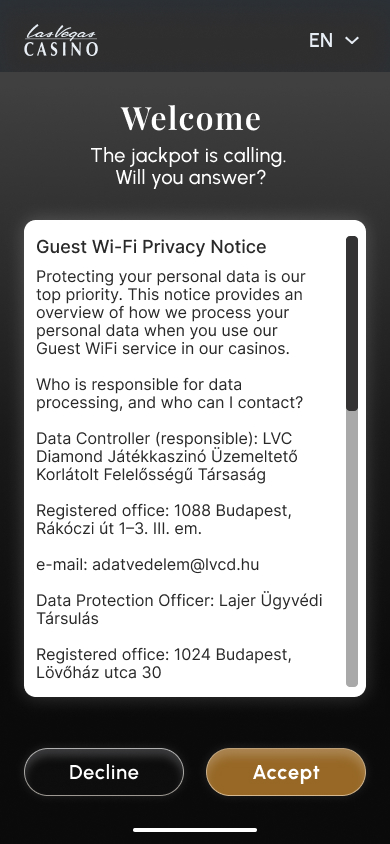 Las Vegas
CASINO
EN
Welcome
The jackpot is calling.
Will you answer?
Guest Wi-Fi Privacy Notice
Protecting your personal data is our
top priority. This notice provides an
overview of how we process your
personal data when you use our
Guest WiFi service in our casinos.
Who is responsible for data
processing, and who can I contact?
Data Controller (responsible): LVC
Diamond Játékkaszinó Üzemeltető
Korlátolt Felelősségű Társaság
Registered office: 1088 Budapest,
Rákóczi út 1–3. III. em.
e-mail: adatvedelem@lvcd.hu
Data Protection Officer: Lajer Ügyvédi
Társulás
Registered office: 1024 Budapest,
Lövőház utca 30
Decline
Accept